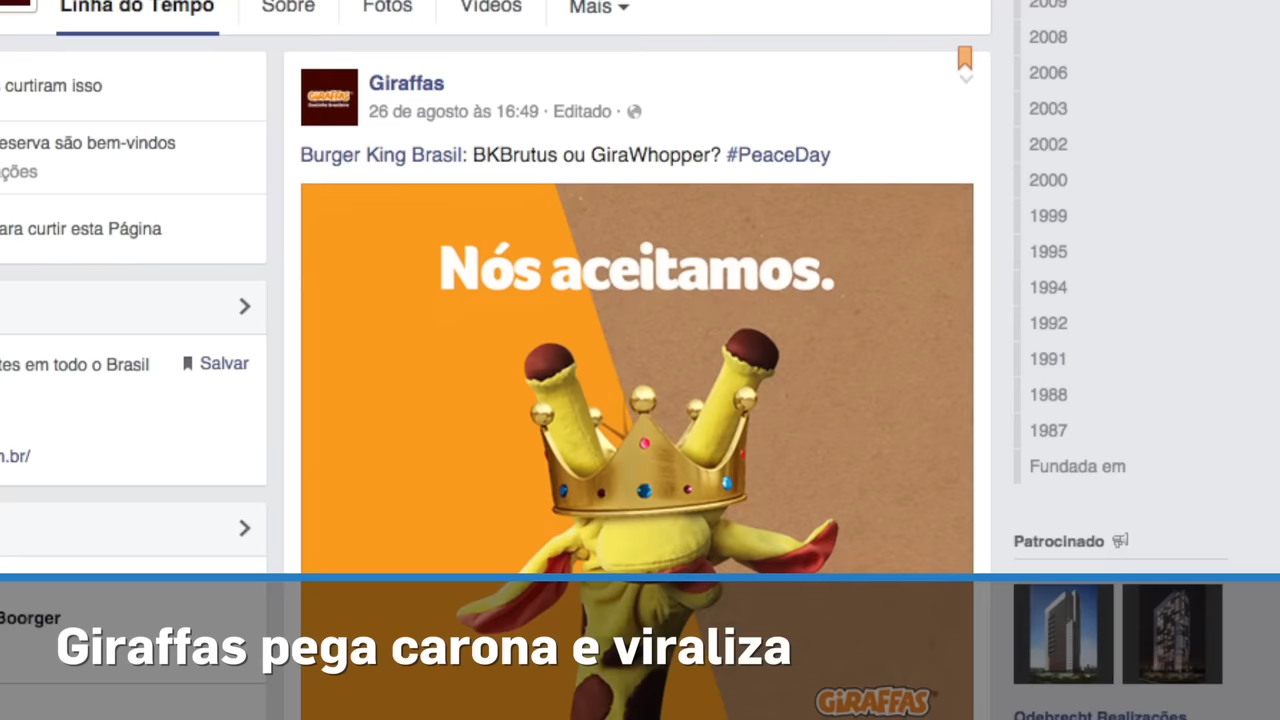 Linha do Tempo
Sobre
Fotos
Vídeos
Mais
curtiram isso
eserva são bem-vindos
ções
ara curtir esta Página
tes em todo o Brasil
Salvar
.br/
Boorger
GIRAFFAS
Giraffas
26 de agosto às 16:49 · Editado ·
Burger King Brasil: BKBrutus ou GiraWhopper? #PeaceDay
Nós aceitamos.
GIRAFFAS
2009
2008
2006
2003
2002
2000
1999
1995
1994
1992
1991
1988
1987
Fundada em
Patrocinado
Odebrecht Realizações
Giraffas pega carona e viraliza